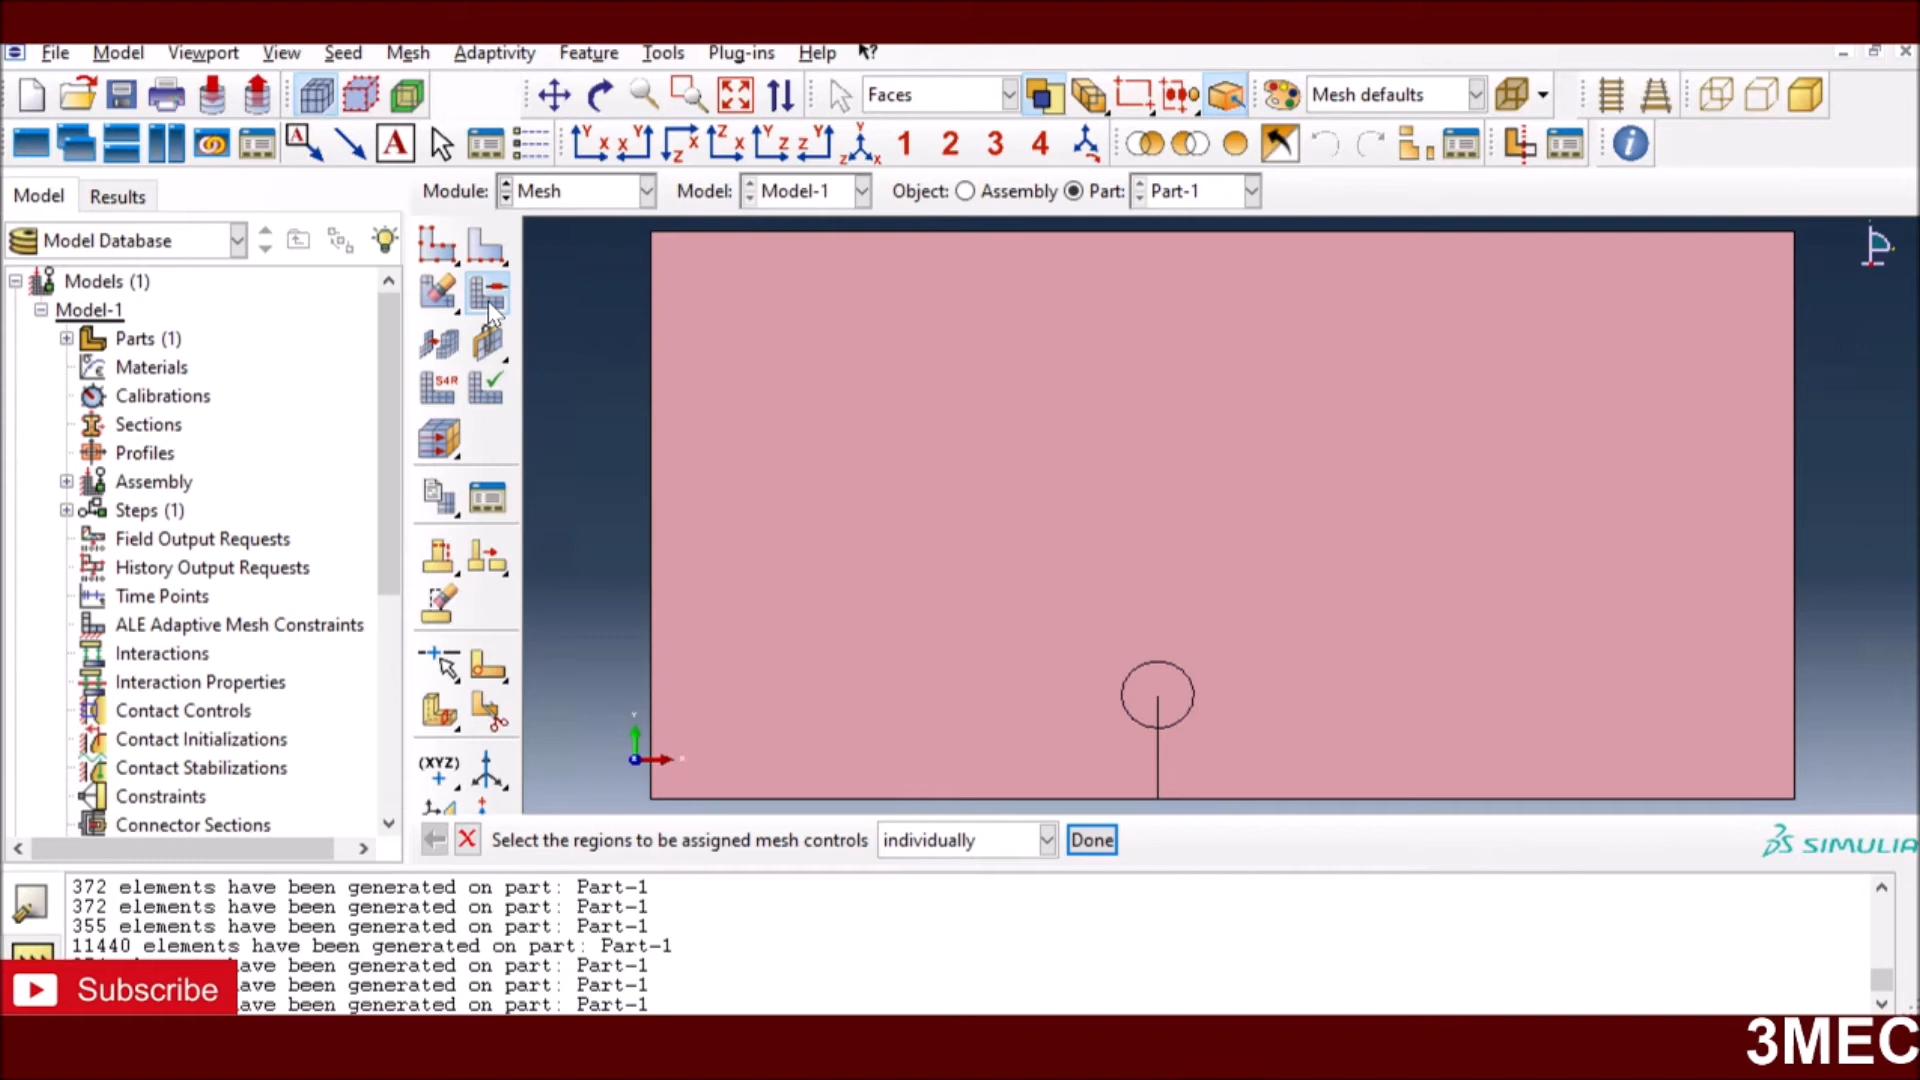 File Model Viewport View Seed Mesh Adaptivity Feature Tools Plug-ins Help
Faces
Mesh defaults
1 2 3 4
Model Results
Module: Mesh Model: Model-1 Object: Assembly Part: Part-1
Model Database
Models (1)
Model-1
Parts (1)
Materials
Calibrations
Sections
Profiles
Assembly
Steps (1)
Field Output Requests
History Output Requests
Time Points
ALE Adaptive Mesh Constraints
Interactions
Interaction Properties
Contact Controls
Contact Initializations
Contact Stabilizations
Constraints
Connector Sections
S4R
(XYZ)
Select the regions to be assigned mesh controls individually Done
SIMULIA
372 elements have been generated on part: Part-1
372 elements have been generated on part: Part-1
355 elements have been generated on part: Part-1
11440 elements have been generated on part: Part-1
have been generated on part: Part-1
have been generated on part: Part-1
have been generated on part: Part-1
Subscribe
3MEC